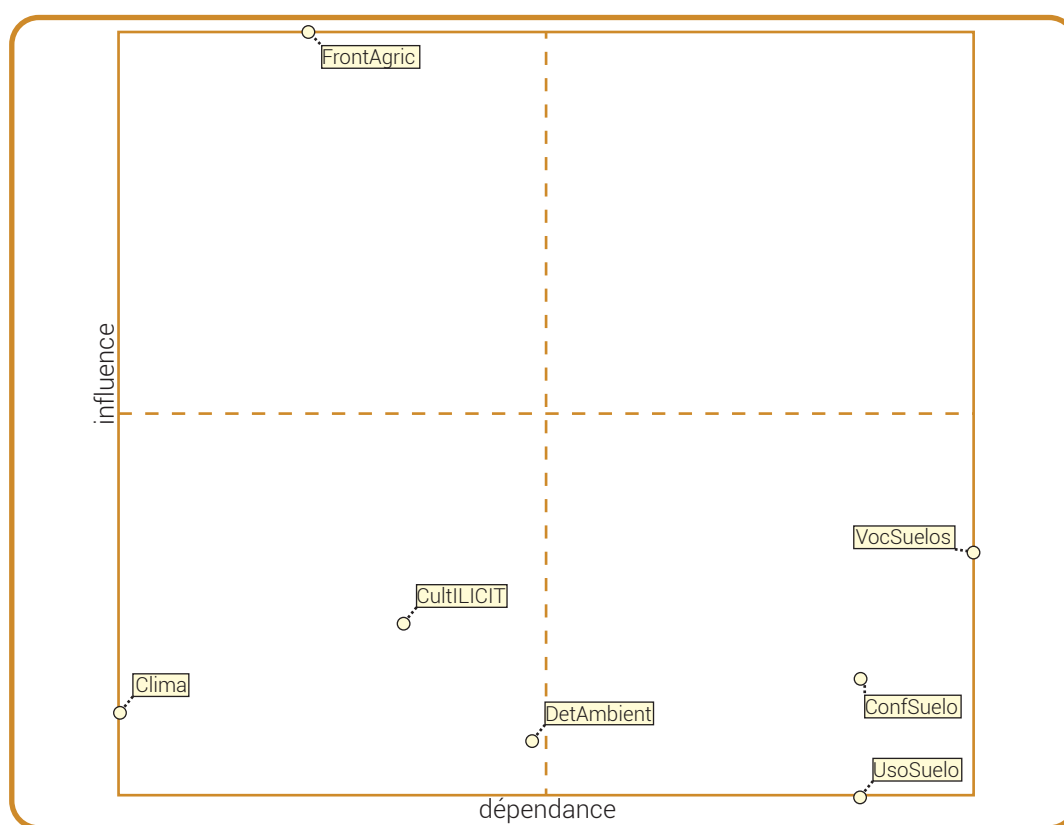 FrontAgric
influence
VocSuelos
CultILICIT
Clima
ConfSuelo
DetAmbient
UsoSuelo
dépendance